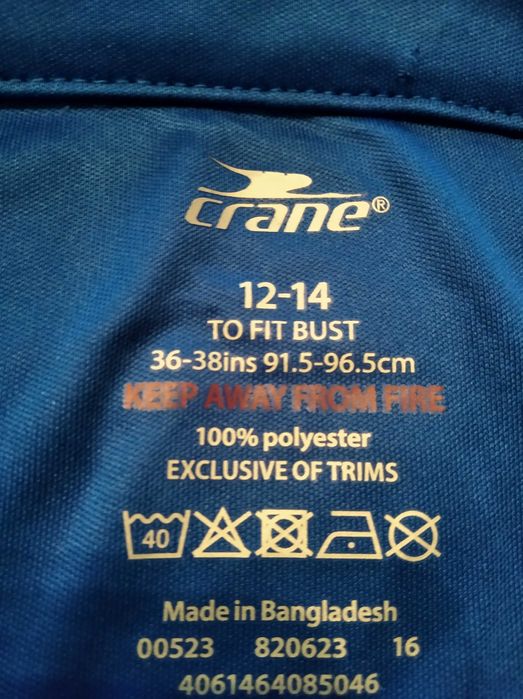 crane®
12-14
TO FIT BUST
36-38ins 91.5-96.5cm
KEEP AWAY FROM FIRE
100% polyester
EXCLUSIVE OF TRIMS
40
Made in Bangladesh
00523 820623 16
4061464085046